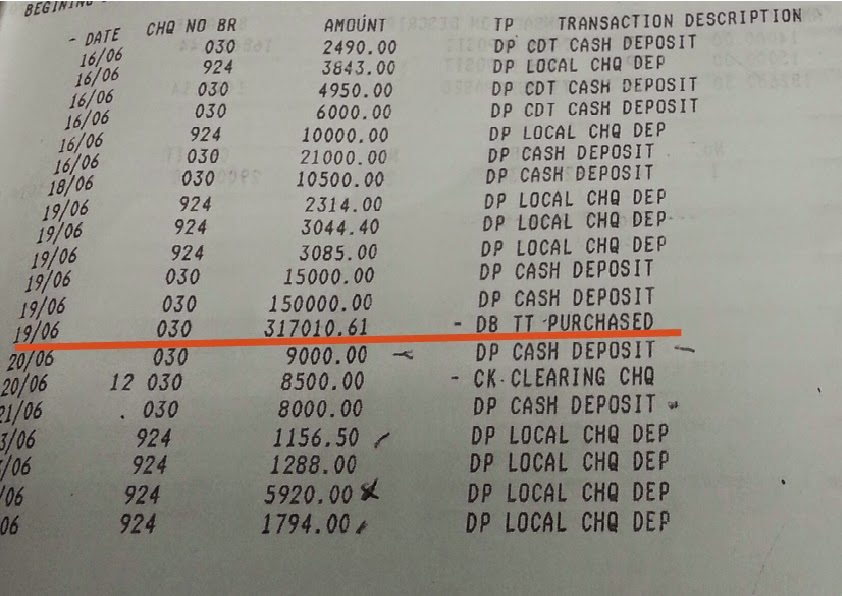 BEGINING
- DATE CHQ NO BR AMOUNT TP TRANSACTION DESCRIPTION
16/06 030 2490.00 DP CDT CASH DEPOSIT
16/06 924 3843.00 DP LOCAL CHQ DEP
16/06 030 4950.00 DP CDT CASH DEPOSIT
16/06 030 6000.00 DP CDT CASH DEPOSIT
16/06 924 10000.00 DP LOCAL CHQ DEP
16/06 030 21000.00 DP CASH DEPOSIT
18/06 030 10500.00 DP CASH DEPOSIT
19/06 924 2314.00 DP LOCAL CHQ DEP
19/06 924 3044.40 DP LOCAL CHQ DEP
19/06 924 3085.00 DP LOCAL CHQ DEP
19/06 030 15000.00 DP CASH DEPOSIT
19/06 030 150000.00 DP CASH DEPOSIT
19/06 030 317010.61 - DB TT PURCHASED
20/06 030 9000.00 DP CASH DEPOSIT
20/06 12 030 8500.00 - CK CLEARING CHQ
21/06 030 8000.00 DP CASH DEPOSIT
3/06 924 1156.50 DP LOCAL CHQ DEP
/06 924 1288.00 DP LOCAL CHQ DEP
/06 924 5920.00 DP LOCAL CHQ DEP
06 924 1794.00 DP LOCAL CHQ DEP